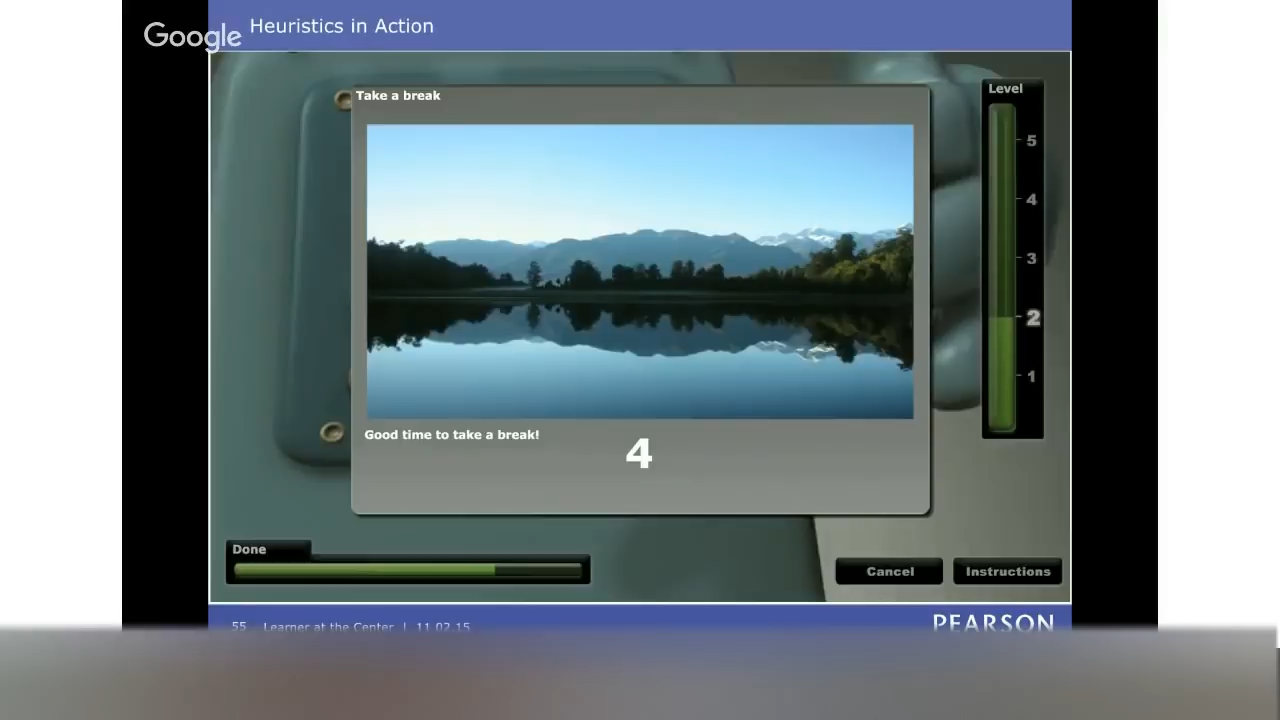 Google
Heuristics in Action
Take a break
Level
5
4
3
2
1
Good time to take a break!
4
Done
Cancel
Instructions
55 Learner at the Center | 11.02.15
PEARSON